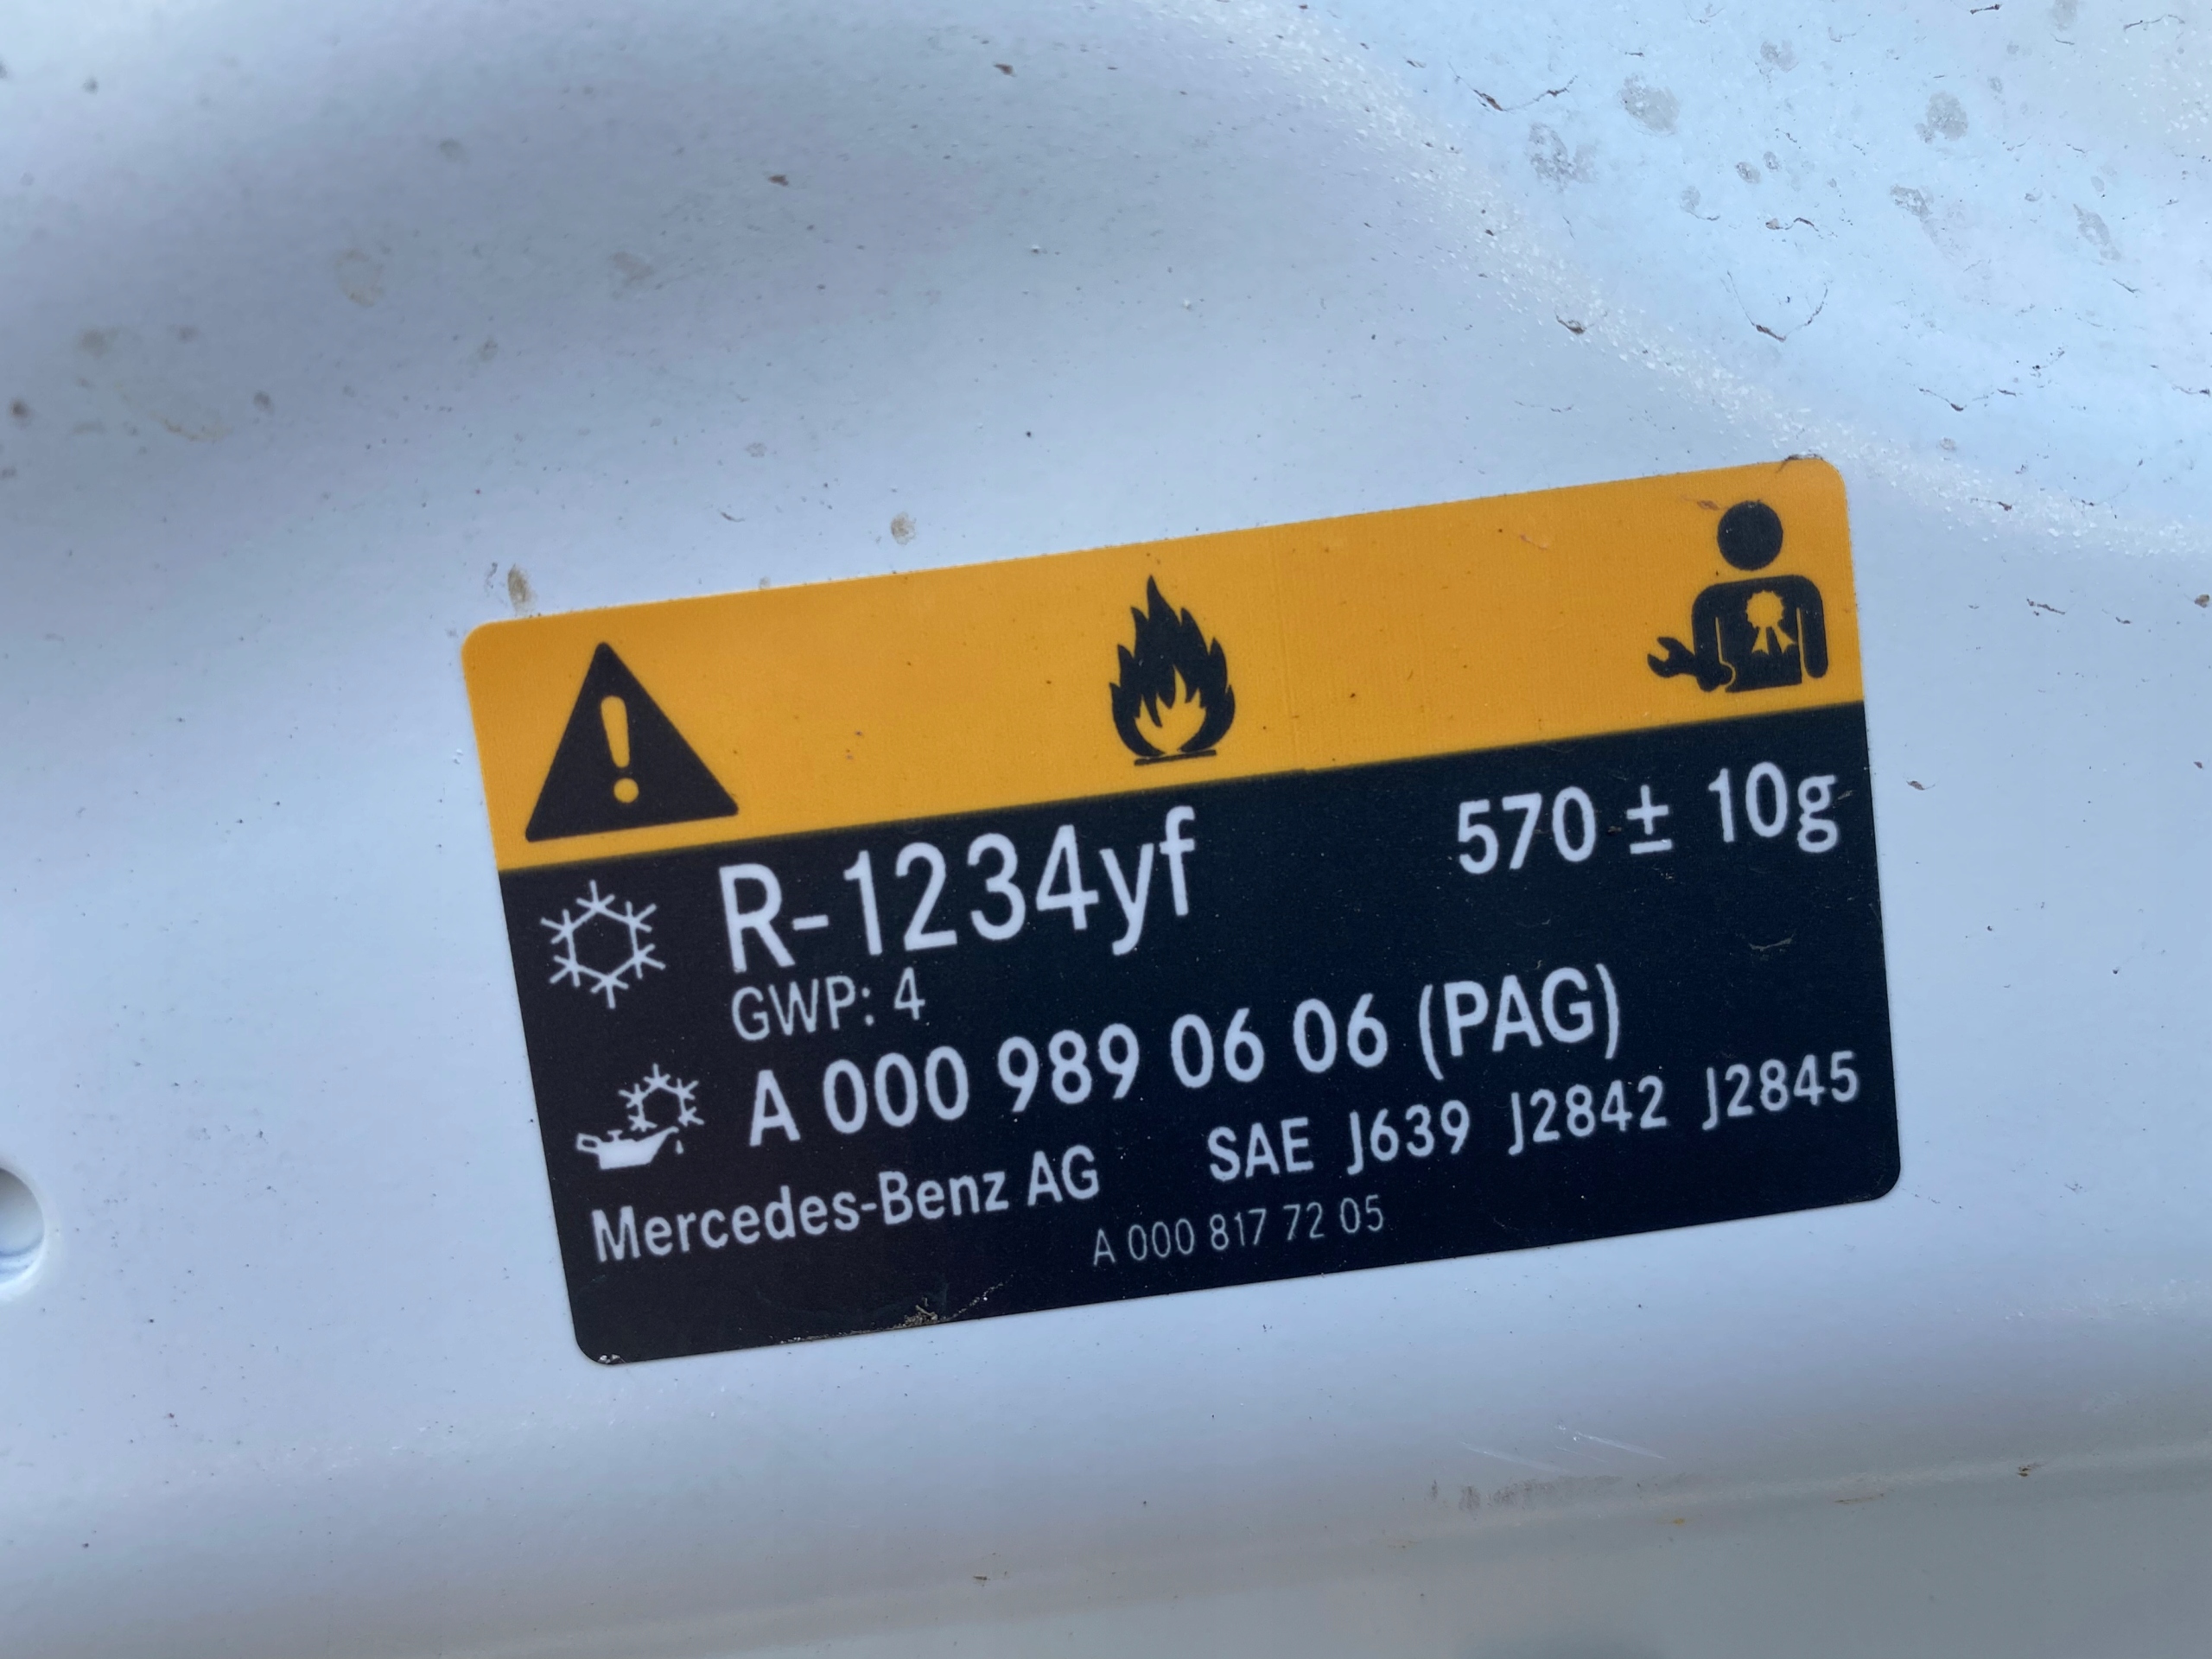 R-1234yf 570 ± 10g
GWP: 4
A 000 989 06 06 (PAG)
Mercedes-Benz AG SAE J639 J2842 J2845
A 000 817 72 05